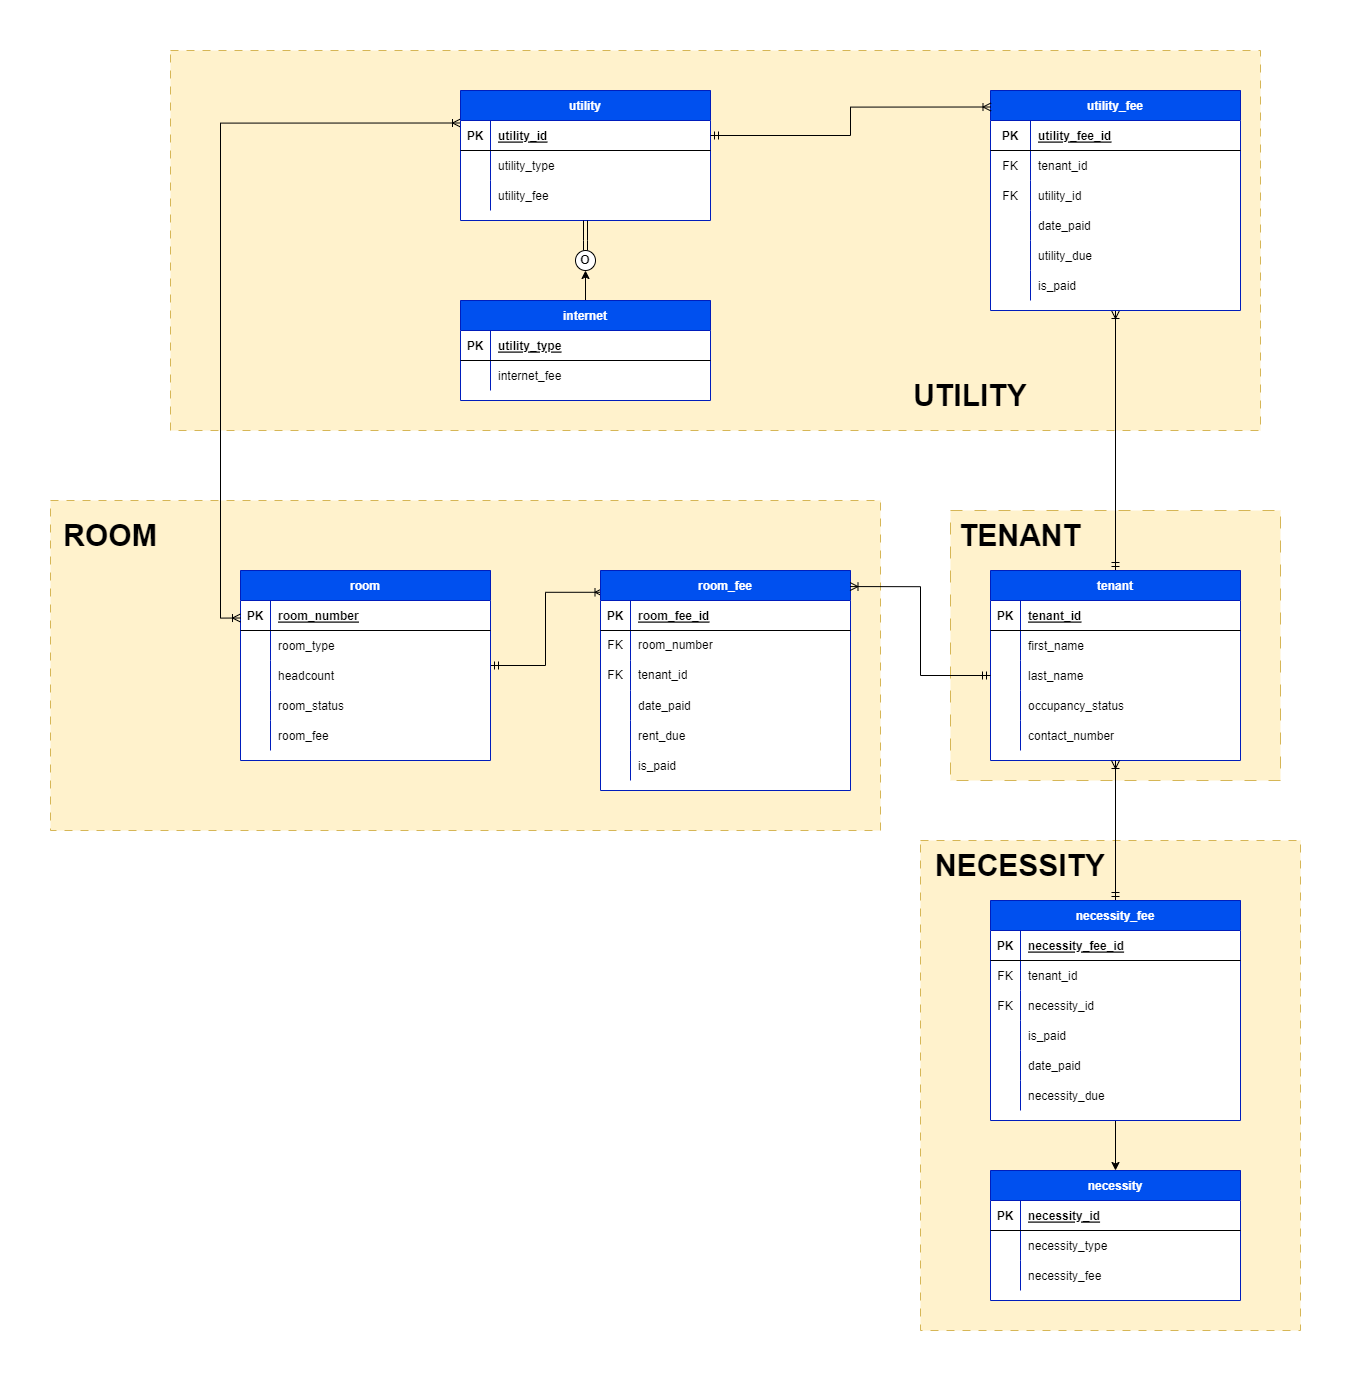 utility
PK utility_id
utility_type
utility_fee
utility_fee
PK utility_fee_id
FK tenant_id
FK utility_id
date_paid
utility_due
is_paid
O
internet
PK utility_type
internet_fee
UTILITY
ROOM
room
PK room_number
room_type
headcount
room_status
room_fee
room_fee
PK room_fee_id
FK room_number
FK tenant_id
date_paid
rent_due
is_paid
TENANT
tenant
PK tenant_id
first_name
last_name
occupancy_status
contact_number
NECESSITY
necessity_fee
PK necessity_fee_id
FK tenant_id
FK necessity_id
is_paid
date_paid
necessity_due
necessity
PK necessity_id
necessity_type
necessity_fee